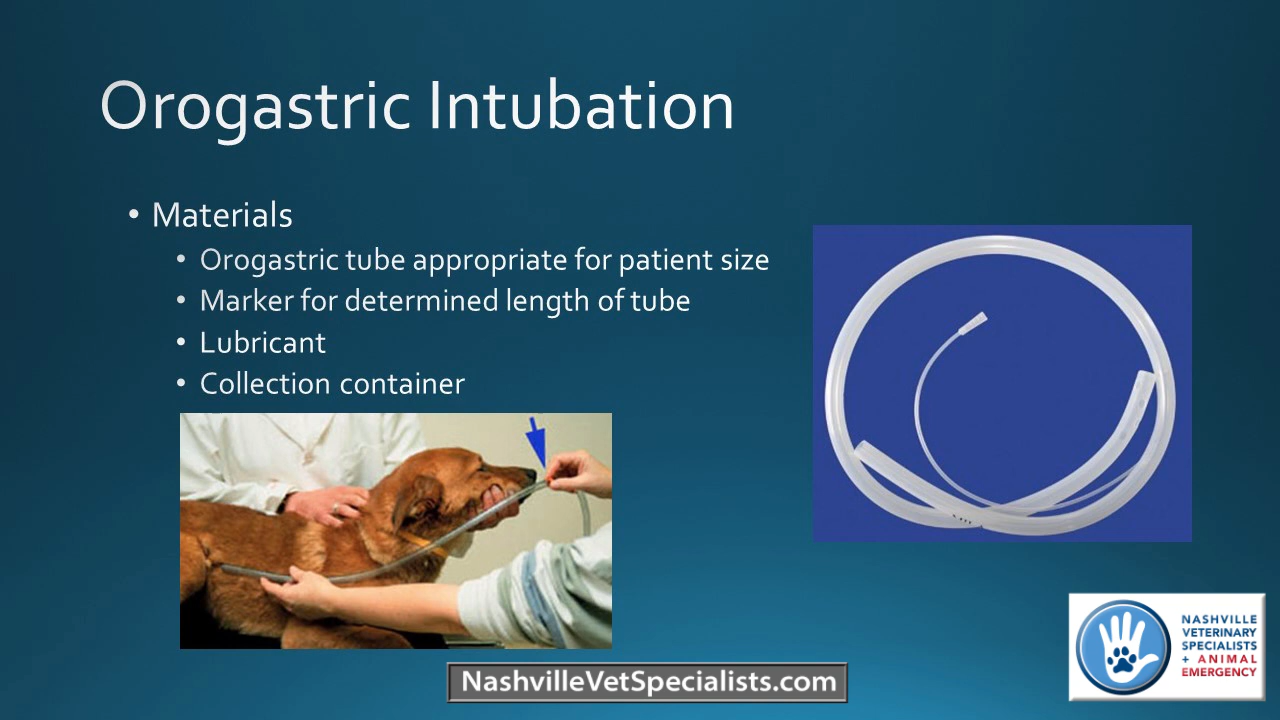 Orogastric Intubation
• Materials
• Orogastric tube appropriate for patient size
• Marker for determined length of tube
• Lubricant
• Collection container
NASHVILLE
VETERINARY
SPECIALISTS
+ ANIMAL
EMERGENCY
NashvilleVetSpecialists.com